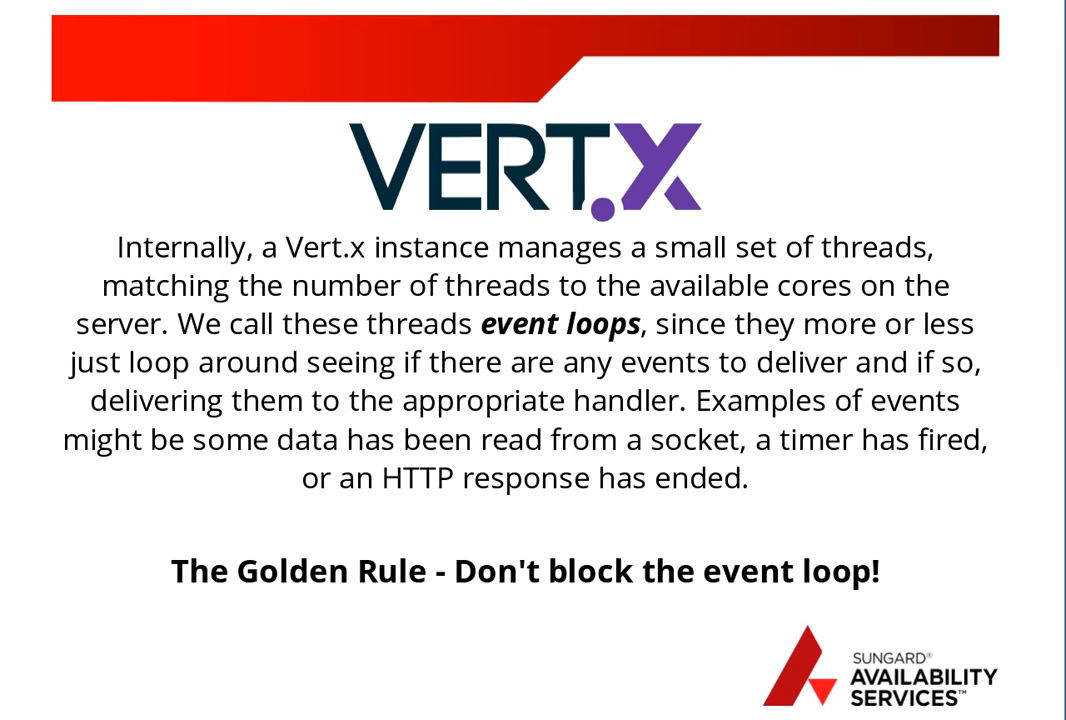 VERT.X
Internally, a Vert.x instance manages a small set of threads,
matching the number of threads to the available cores on the
server. We call these threads event loops, since they more or less
just loop around seeing if there are any events to deliver and if so,
delivering them to the appropriate handler. Examples of events
might be some data has been read from a socket, a timer has fired,
or an HTTP response has ended.
The Golden Rule - Don't block the event loop!
SUNGARD®
AVAILABILITY
SERVICES™